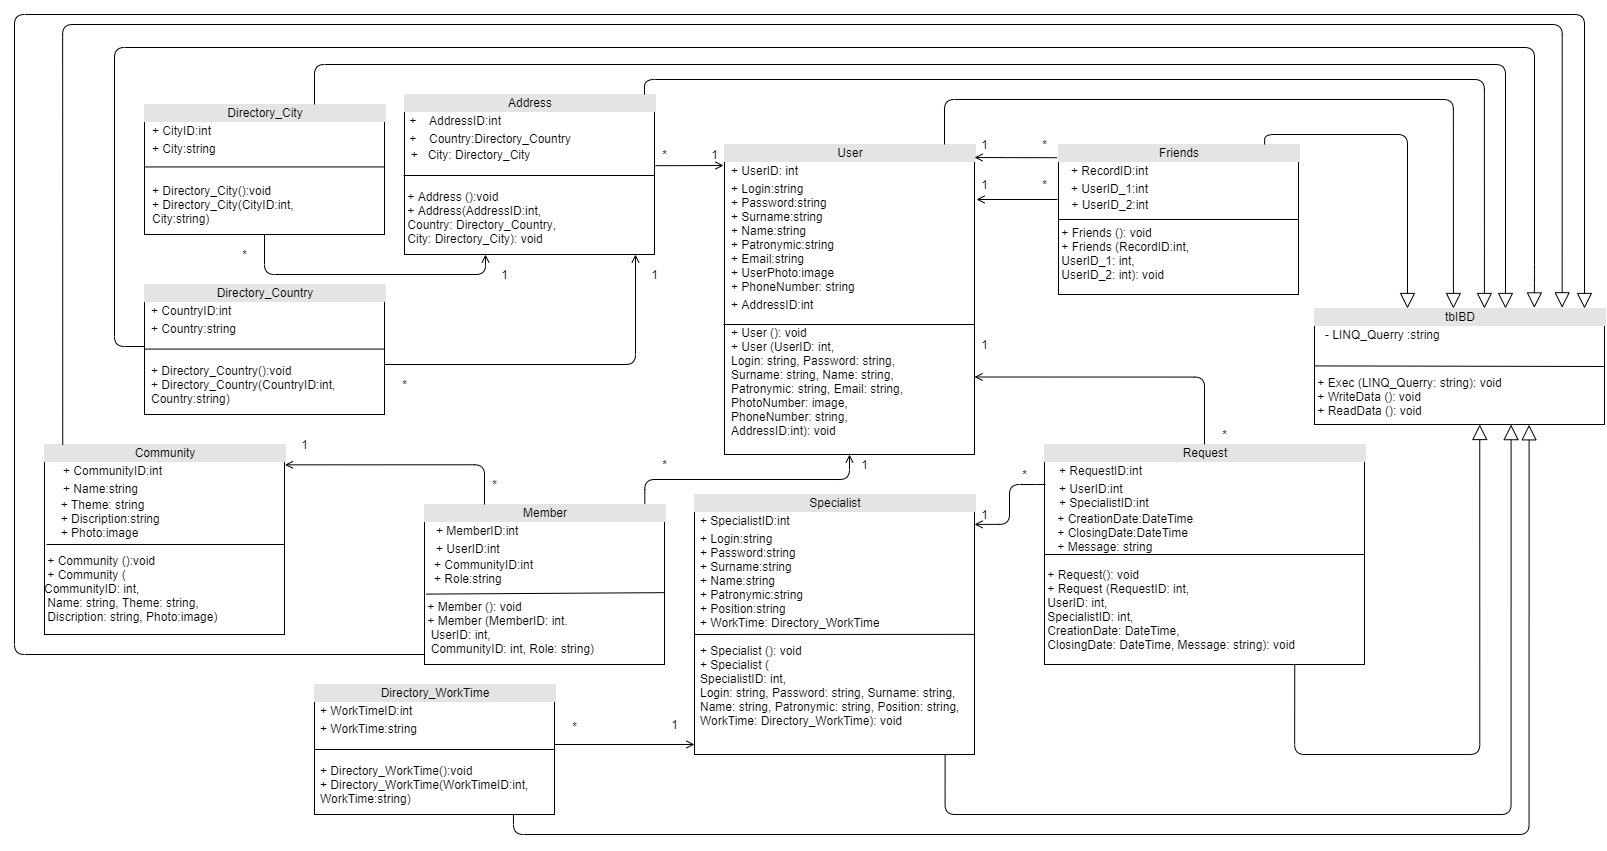 Directory_City
+ CityID:int
+ City:string
+ Directory_City():void
+ Directory_City(CityID:int,
City:string)
*
1
Address
+ AddressID:int
+ Country:Directory_Country
+ City: Directory_City
+ Address ():void
+ Address(AddressID:int,
Country: Directory_Country,
City: Directory_City): void
*
1
1
Directory_Country
+ CountryID:int
+ Country:string
+ Directory_Country():void
+ Directory_Country(CountryID:int,
Country:string)
*
User
+ UserID: int
+ Login:string
+ Password:string
+ Surname:string
+ Name:string
+ Patronymic:string
+ Email:string
+ UserPhoto:image
+ PhoneNumber: string
+ AddressID:int
+ User (): void
+ User (UserID: int,
Login: string, Password: string,
Surname: string, Name: string,
Patronymic: string, Email: string,
PhotoNumber: image,
PhoneNumber: string,
AddressID:int): void
1
*
1
*
Friends
+ RecordID:int
+ UserID_1:int
+ UserID_2:int
+ Friends (): void
+ Friends (RecordID:int,
UserID_1: int,
UserID_2: int): void
tblBD
- LINQ_Querry :string
+ Exec (LINQ_Querry: string): void
+ WriteData (): void
+ ReadData (): void
1
*
Community
+ CommunityID:int
+ Name:string
+ Theme: string
+ Discription:string
+ Photo:image
+ Community ():void
+ Community (
CommunityID: int,
Name: string, Theme: string,
Discription: string, Photo:image)
1
*
Member
+ MemberID:int
+ UserID:int
+ CommunityID:int
+ Role:string
+ Member (): void
+ Member (MemberID: int.
UserID: int,
CommunityID: int, Role: string)
*
1
Specialist
+ SpecialistID:int
+ Login:string
+ Password:string
+ Surname:string
+ Name:string
+ Patronymic:string
+ Position:string
+ WorkTime: Directory_WorkTime
+ Specialist (): void
+ Specialist (
SpecialistID: int,
Login: string, Password: string, Surname: string,
Name: string, Patronymic: string, Position: string,
WorkTime: Directory_WorkTime): void
*
1
Request
+ RequestID:int
+ UserID:int
+ SpecialistID:int
+ CreationDate:DateTime
+ ClosingDate:DateTime
+ Message: string
+ Request(): void
+ Request (RequestID: int,
UserID: int,
SpecialistID: int,
CreationDate: DateTime,
ClosingDate: DateTime, Message: string): void
Directory_WorkTime
+ WorkTimeID:int
+ WorkTime:string
+ Directory_WorkTime():void
+ Directory_WorkTime(WorkTimeID:int,
WorkTime:string)
*
1